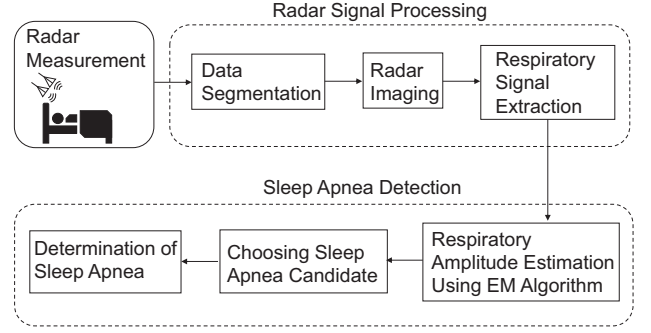 Radar Signal Processing
Radar
Measurement
Data
Segmentation
Radar
Imaging
Respiratory
Signal
Extraction
Sleep Apnea Detection
Determination of
Sleep Apnea
Choosing Sleep
Apnea Candidate
Respiratory
Amplitude Estimation
Using EM Algorithm